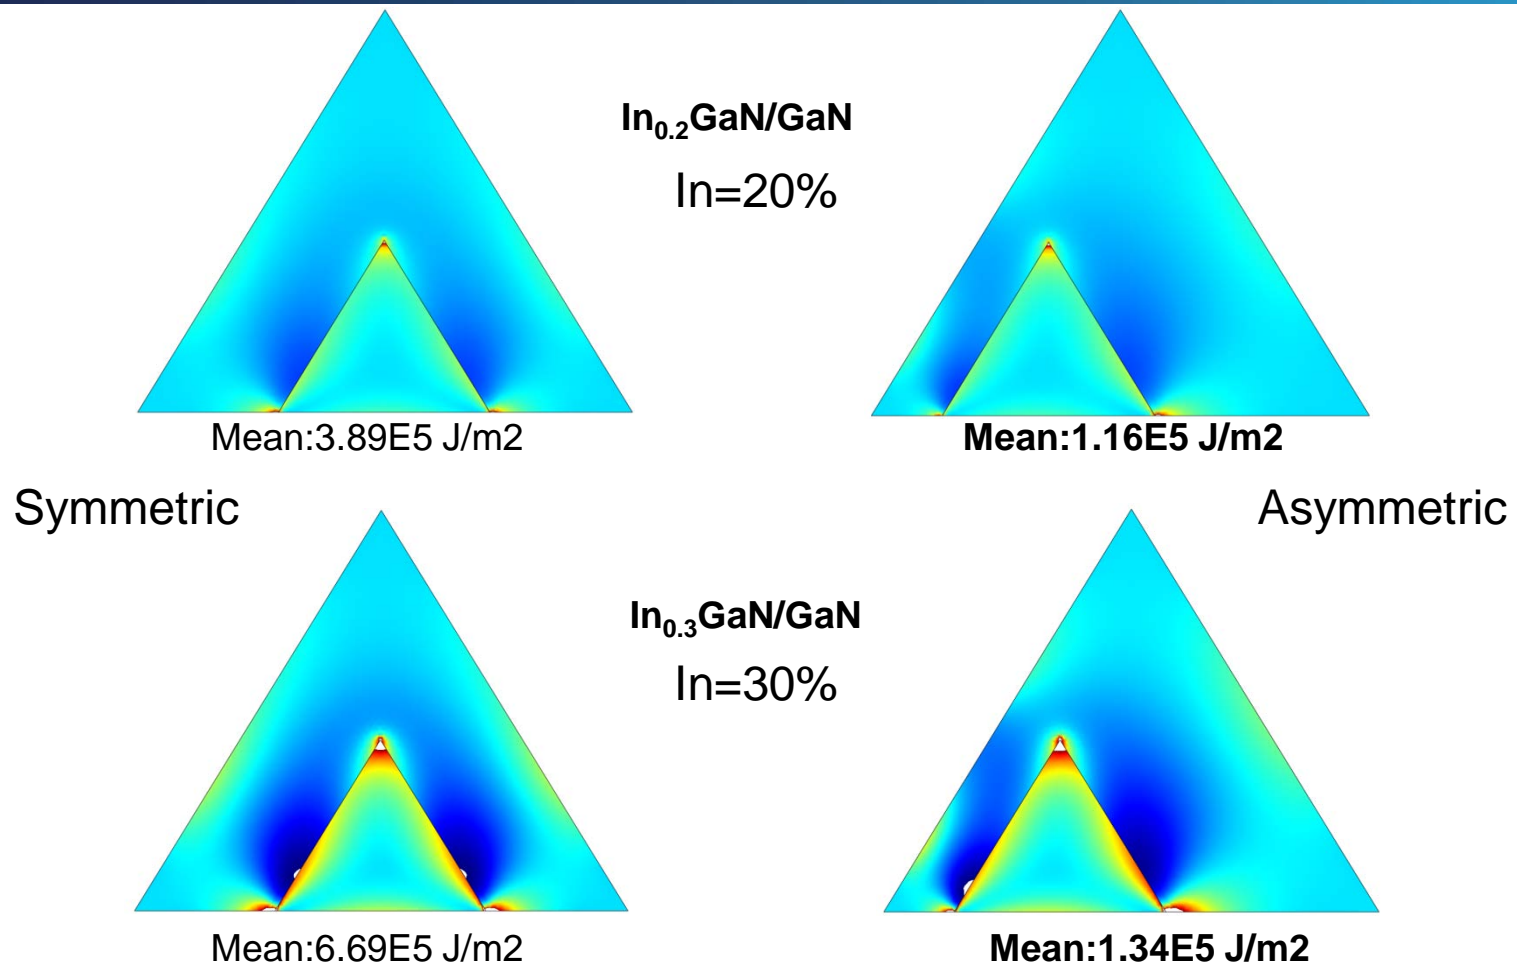 In0.2GaN/GaN
In=20%
Mean:3.89E5 J/m2
Mean:1.16E5 J/m2
Symmetric
Asymmetric
In0.3GaN/GaN
In=30%
Mean:6.69E5 J/m2
Mean:1.34E5 J/m2